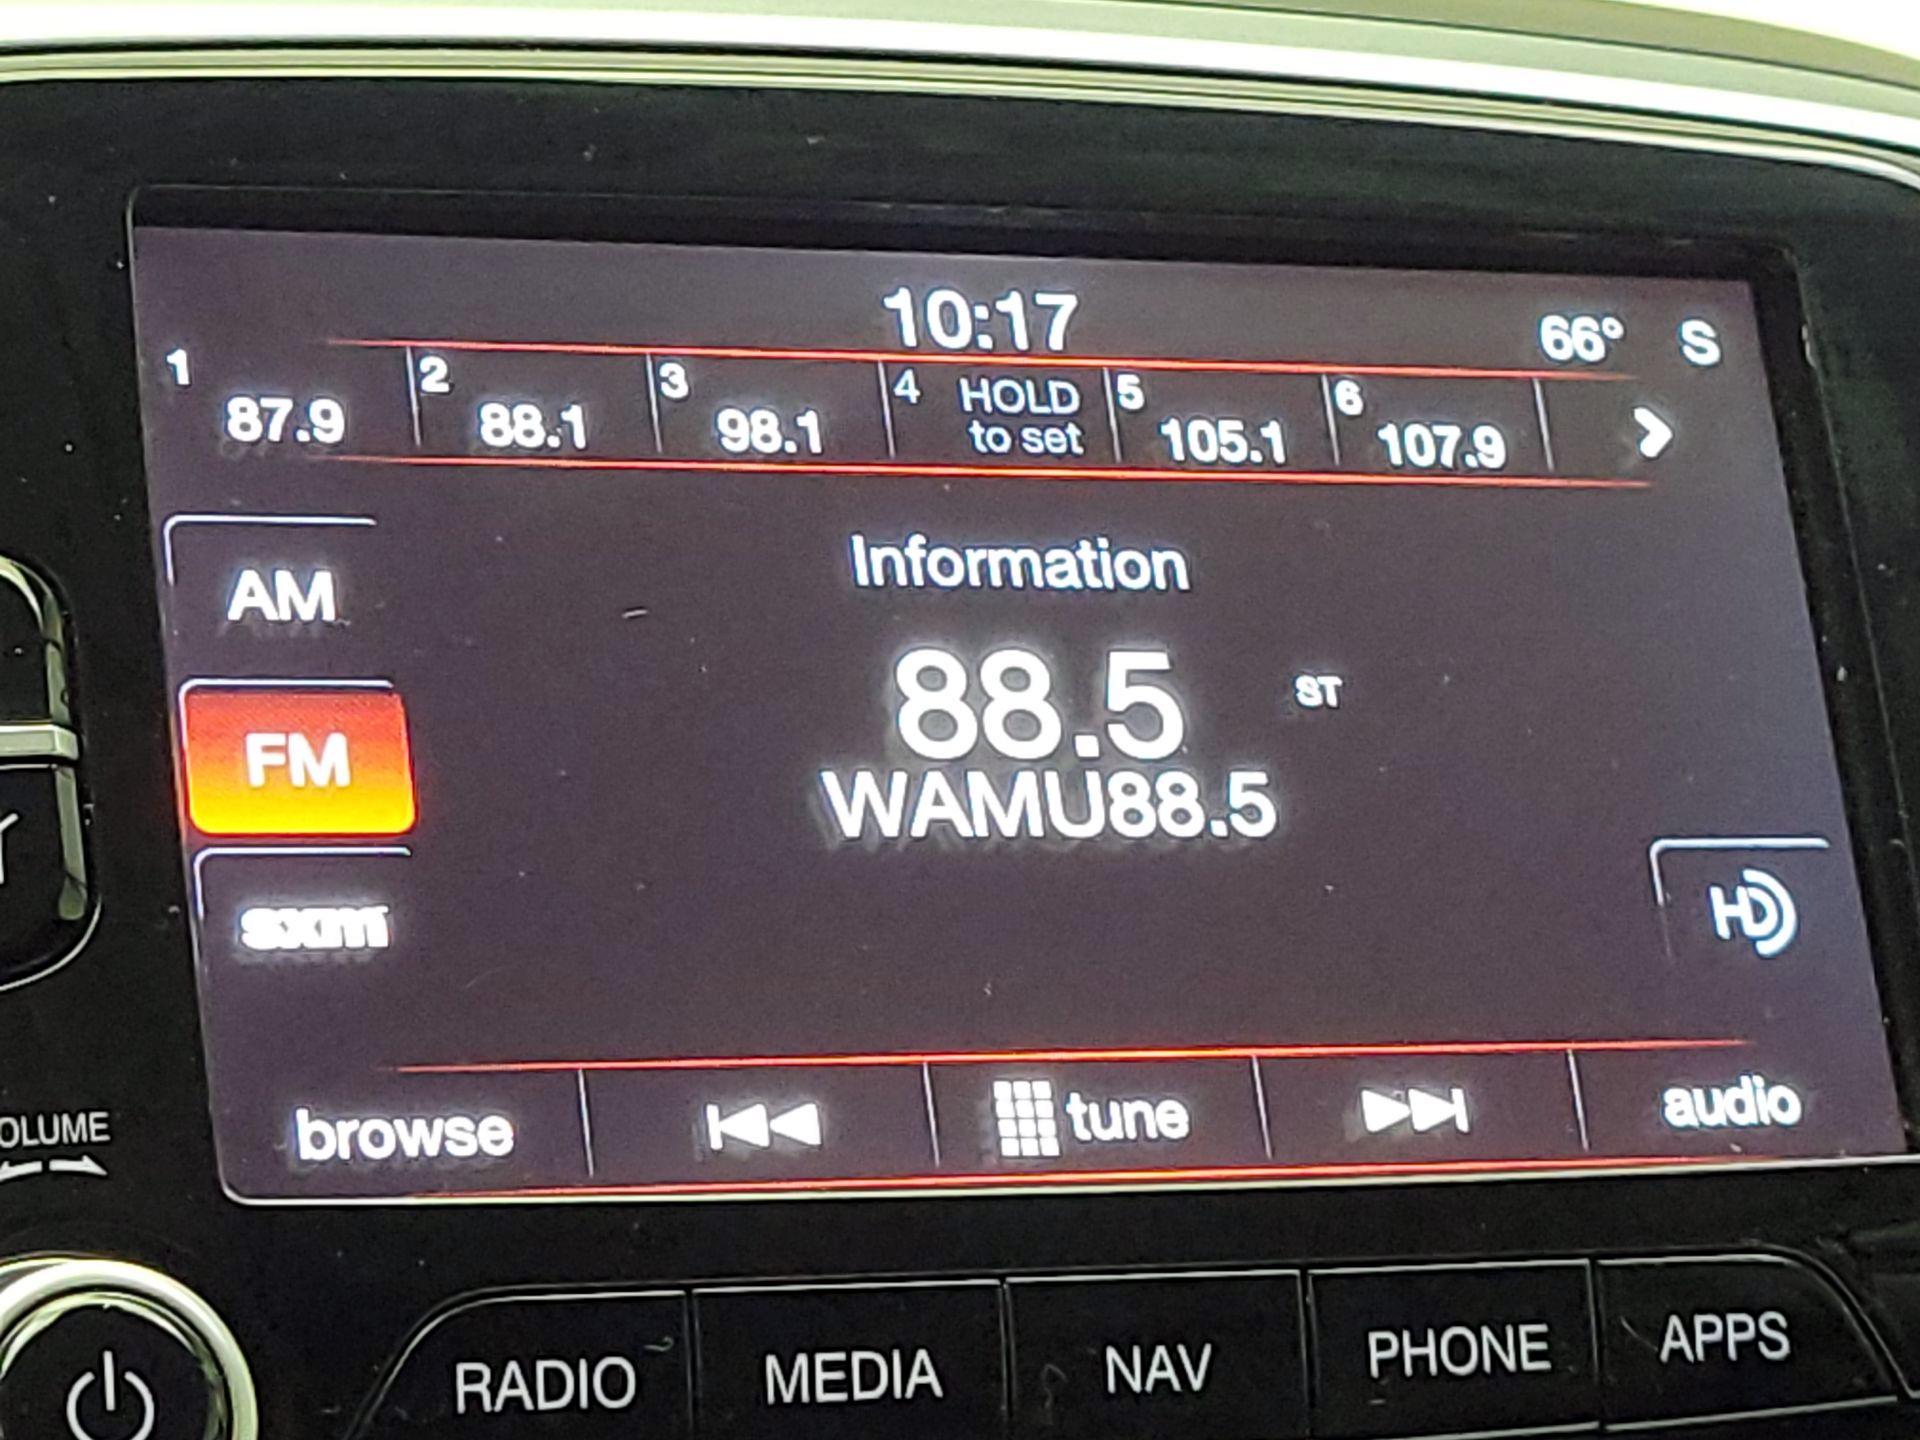 10:17
66° S
1 87.9 2 88.1 3 98.1 4 HOLD to set 5 105.1 6 107.9
Information
AM
88.5 ST
FM
WAMU88.5
sxm
HD
browse tune audio
OLUME
RADIO MEDIA NAV PHONE APPS